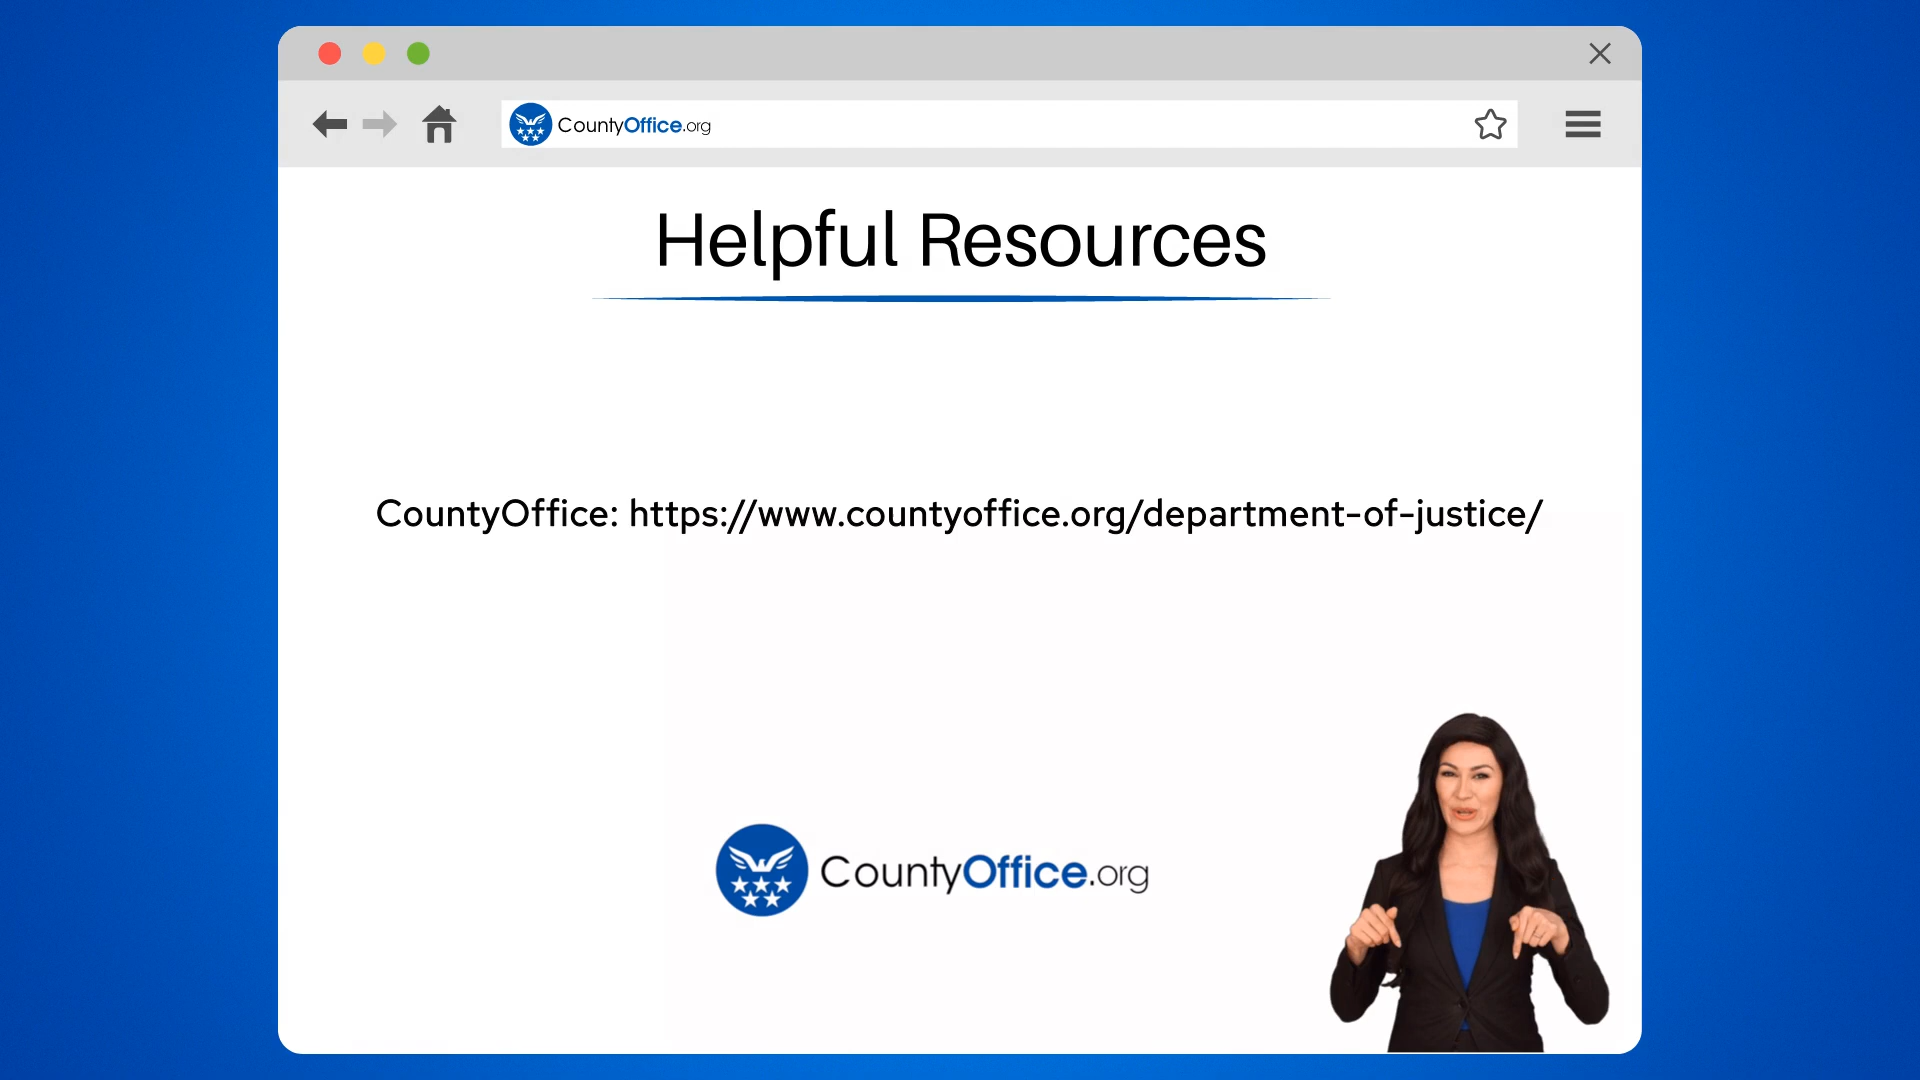 CountyOffice.org
Helpful Resources
CountyOffice: https://www.countyoffice.org/department-of-justice/
CountyOffice.org